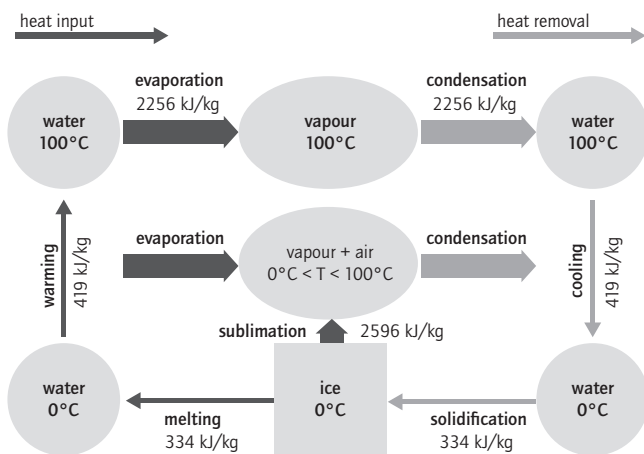 heat input
heat removal
evaporation
2256 kJ/kg
condensation
2256 kJ/kg
water
100°C
vapour
100°C
water
100°C
warming
419 kJ/kg
evaporation
vapour + air
0°C < T < 100°C
condensation
cooling
419 kJ/kg
sublimation
2596 kJ/kg
water
0°C
melting
334 kJ/kg
ice
0°C
solidification
334 kJ/kg
water
0°C